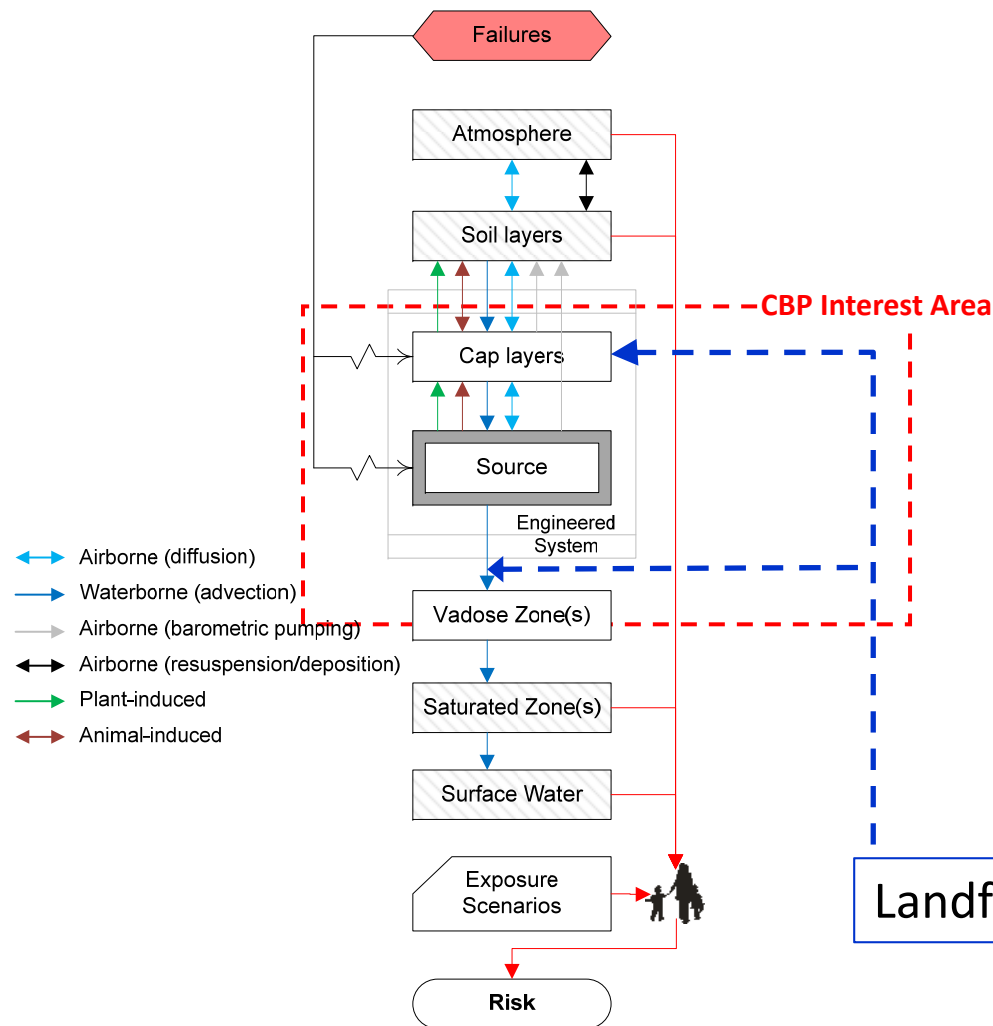 Failures
Atmosphere
Soil layers
CBP Interest Area
Cap layers
Source
Engineered
System
Airborne (diffusion)
Waterborne (advection)
Airborne (barometric pumping)
Airborne (resuspension/deposition)
Plant-induced
Animal-induced
Vadose Zone(s)
Saturated Zone(s)
Surface Water
Exposure
Scenarios
Landf
Risk